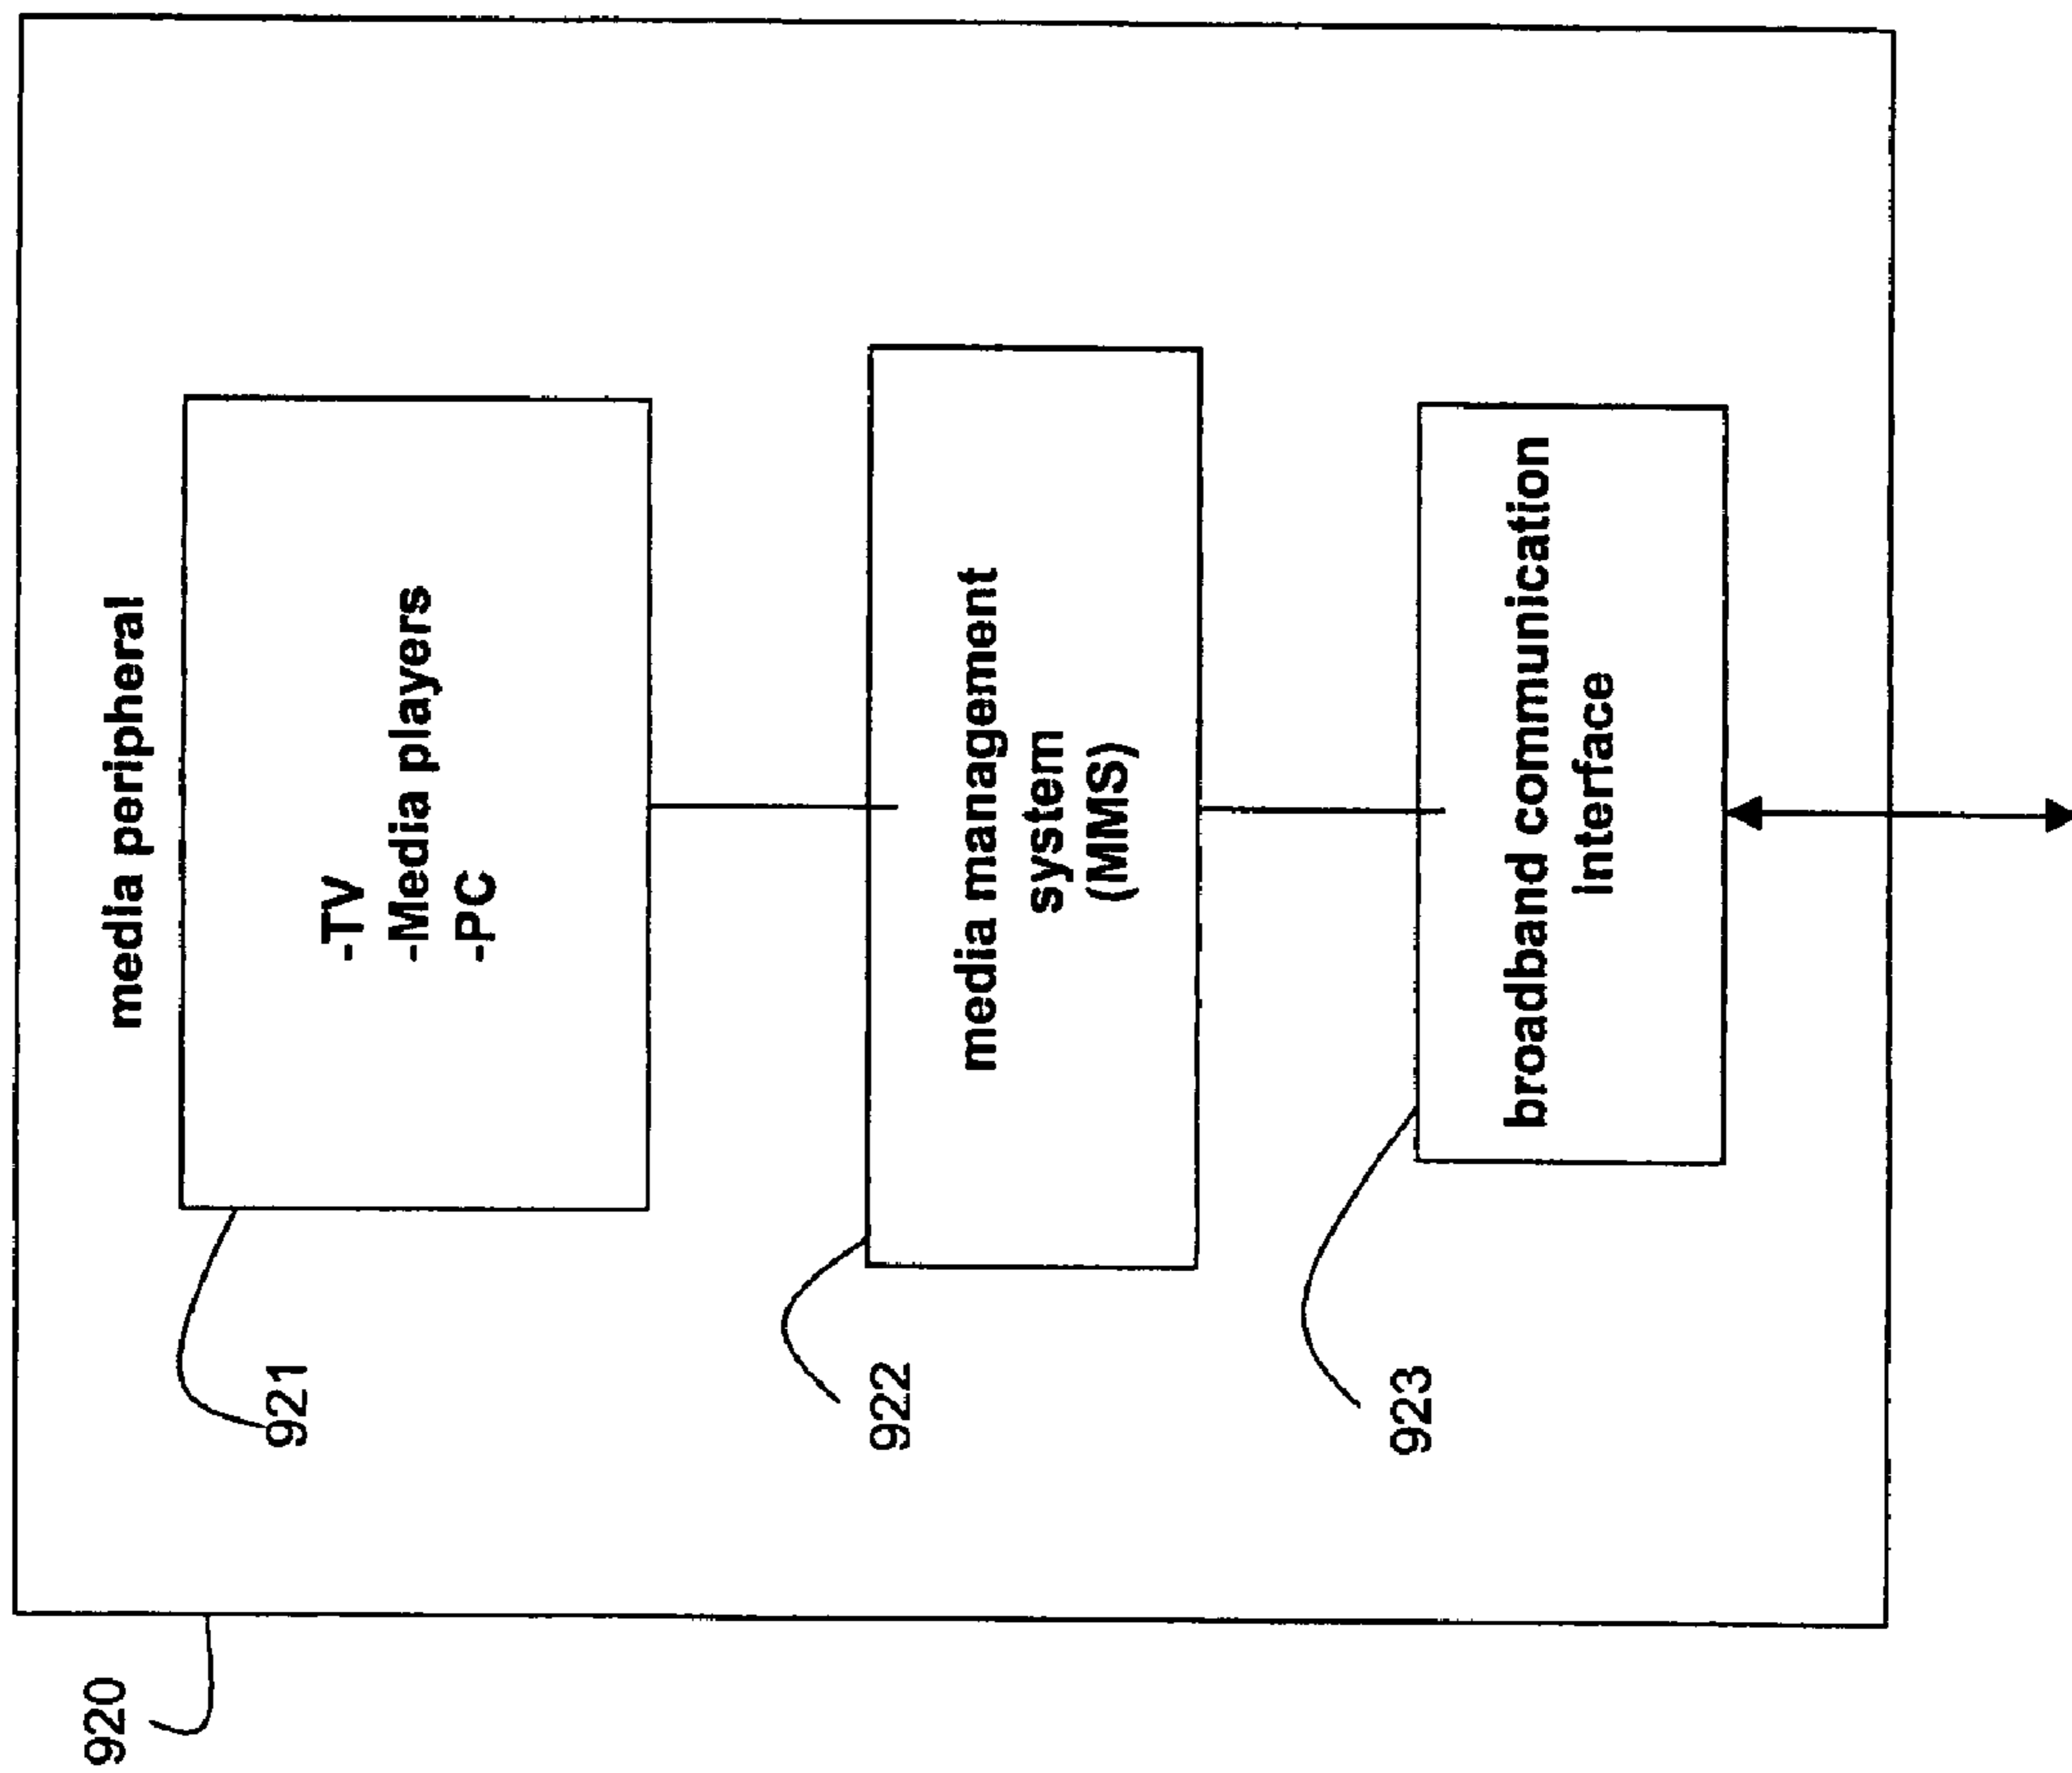 920
media peripheral
921
-TV
-Media players
-PC
922
media management
system
(MMS)
923
broadband communication
interface